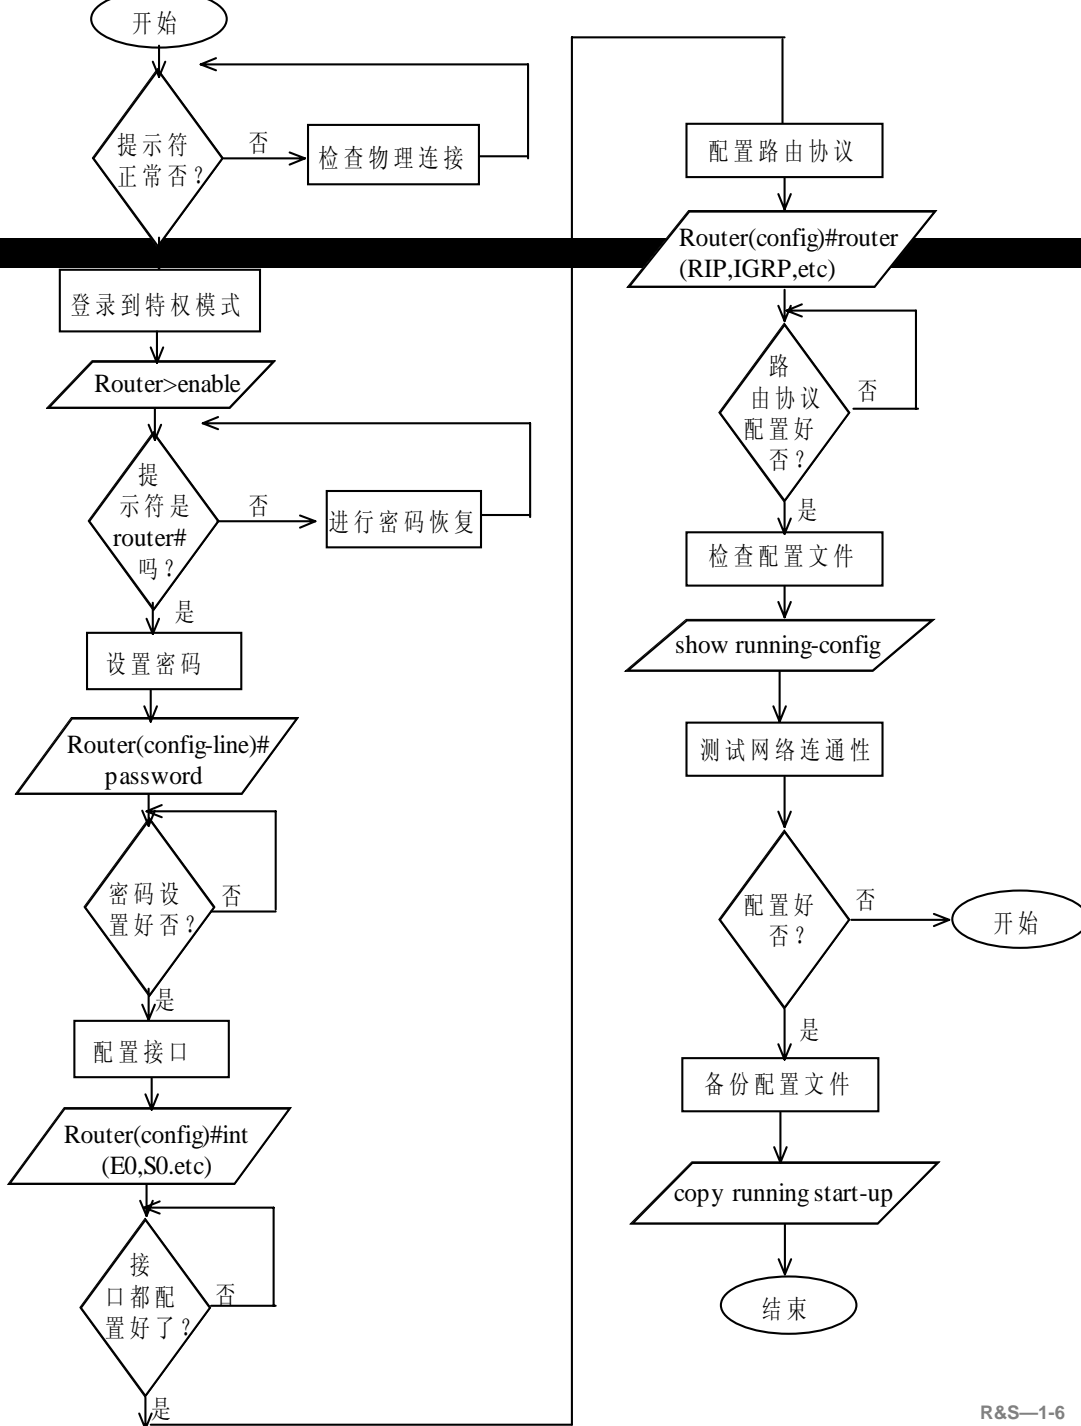 开始
提示符
正常否？
否
检查物理连接
登录到特权模式
Router>enable
提
示符是
router#
吗？
否
进行密码恢复
是
设置密码
Router(config-line)#
password
密码设
置好否？
否
是
配置接口
Router(config)#int
(E0,S0.etc)
接
口都配
置好了？
否
是
配置路由协议
Router(config)#router
(RIP,IGRP,etc)
路
由协议
配置好
否？
否
是
检查配置文件
show running-config
测试网络连通性
配置好
否？
否
开始
是
备份配置文件
copy running start-up
结束
R&S—1-6